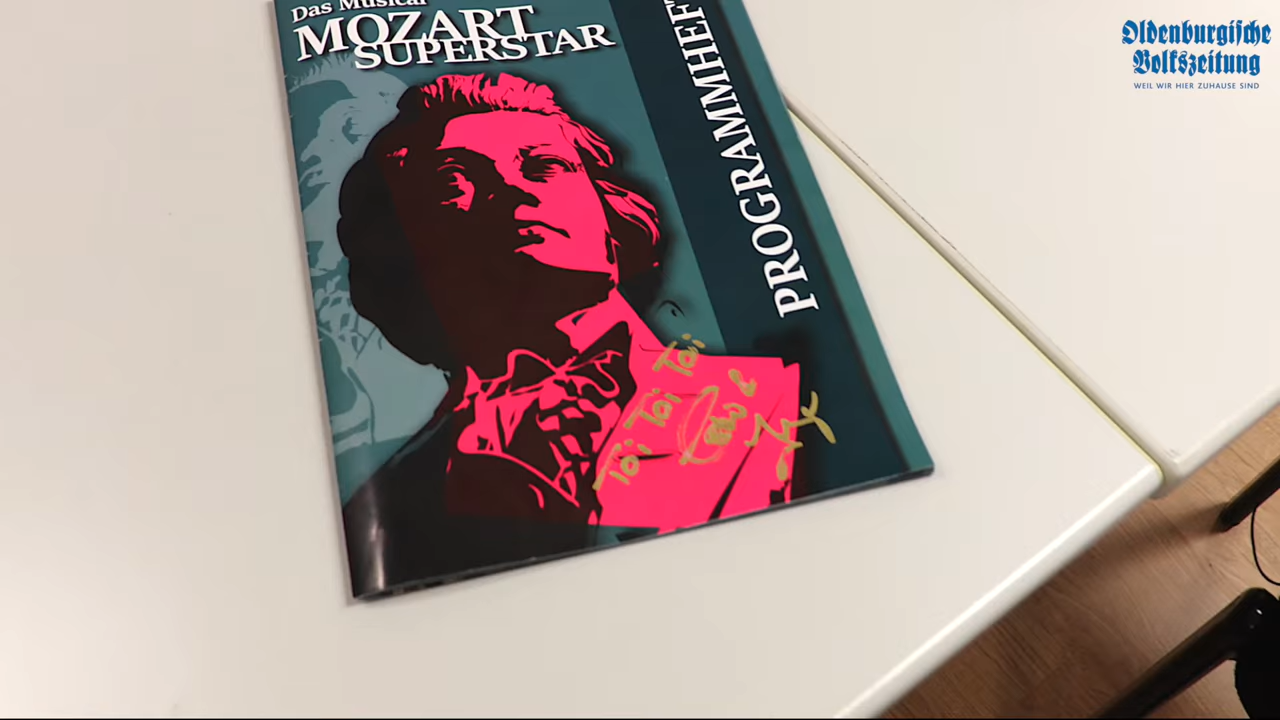 Das Musical
MOZART
SUPERSTAR
PROGRAMMHEFT
Toi Toi Toi
Oldenburgische
Volkszeitung
WEIL WIR HIER ZUHAUSE SIND